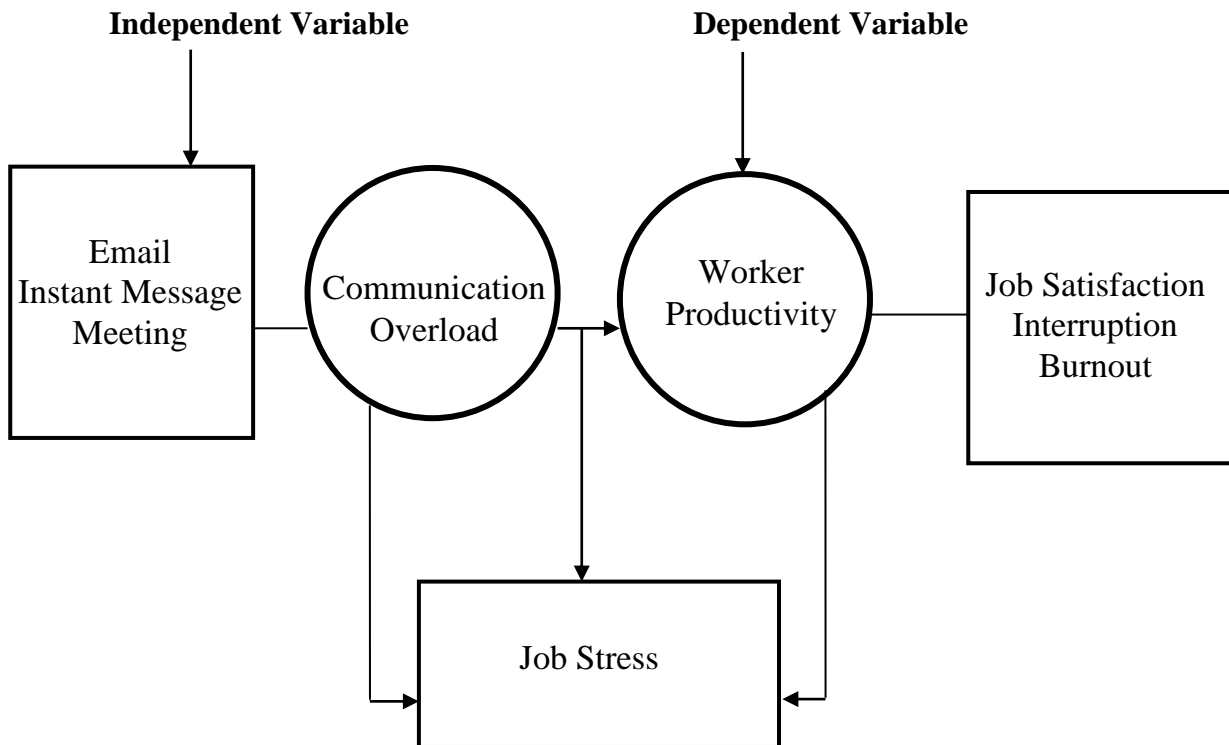 Independent Variable
Dependent Variable
Email
Instant Message
Meeting
Communication
Overload
Worker
Productivity
Job Satisfaction
Interruption
Burnout
Job Stress